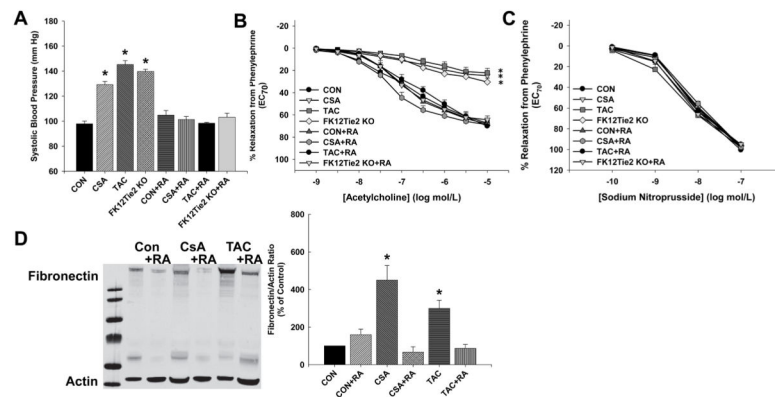 A
Systolic Blood Pressure (mm Hg)
200
180
160
140
120
100
80
60
40
20
0
*
*
*
CON
CSA
TAC
FK12Tie2 KO
CON+RA
CSA+RA
TAC+RA
FK12Tie2 KO+RA
B
% Relaxation from Phenylephrine
(EC70)
0
20
40
60
80
100
***
CON
CSA
TAC
FK12Tie2 KO
CON+RA
CSA+RA
TAC+RA
FK12Tie2 KO+RA
-9
-8
-7
-6
-5
[Acetylcholine] (log mol/L)
C
% Relaxation from Phenylephrine
(EC70)
0
20
40
60
80
100
CON
CSA
TAC
FK12Tie2 KO
CON+RA
CSA+RA
TAC+RA
FK12Tie2 KO+RA
-10
-9
-8
-7
[Sodium Nitroprusside] (log mol/L)
D
Con CsA TAC
+RA +RA +RA
Fibronectin
Actin
Fibronectin/Actin Ratio
(% of Control)
800
600
400
200
0
*
*
CON
CON+RA
CSA
CSA+RA
TAC
TAC+RA